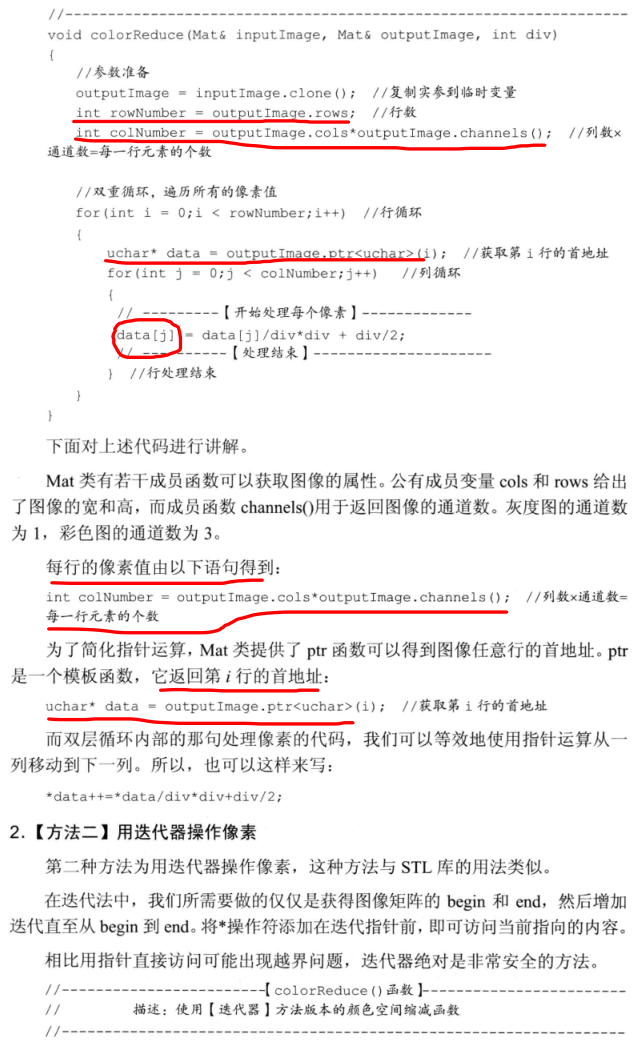 //---------------------------------------------------------------
void colorReduce(Mat& inputImage, Mat& outputImage, int div)
{
//参数准备
outputImage = inputImage.clone(); //复制实参到临时变量
int rowNumber = outputImage.rows; //行数
int colNumber = outputImage.cols*outputImage.channels(); //列数×
通道数=每一行元素的个数
//双重循环，遍历所有的像素值
for(int i = 0;i < rowNumber;i++) //行循环
{
uchar* data = outputImage.ptr<uchar>(i); //获取第 i 行的首地址
for(int j = 0;j < colNumber;j++) //列循环
{
// ---------【开始处理每个像素】-------------
data[j] = data[j]/div*div + div/2;
// ----------【处理结束】---------------------
} //行处理结束
}
}
下面对上述代码进行讲解。
Mat 类有若干成员函数可以获取图像的属性。公有成员变量 cols 和 rows 给出
了图像的宽和高，而成员函数 channels()用于返回图像的通道数。灰度图的通道数
为 1，彩色图的通道数为 3。
每行的像素值由以下语句得到：
int colNumber = outputImage.cols*outputImage.channels(); //列数×通道数=
每一行元素的个数
为了简化指针运算，Mat 类提供了 ptr 函数可以得到图像任意行的首地址。ptr
是一个模板函数，它返回第 i 行的首地址：
uchar* data = outputImage.ptr<uchar>(i); //获取第 i 行的首地址
而双层循环内部的那句处理像素的代码，我们可以等效地使用指针运算从一
列移动到下一列。所以，也可以这样来写：
*data++=*data/div*div+div/2;
2.【方法二】用迭代器操作像素
第二种方法为用迭代器操作像素，这种方法与 STL 库的用法类似。
在迭代法中，我们所需要做的仅仅是获得图像矩阵的 begin 和 end，然后增加
迭代直至从 begin 到 end。将*操作符添加在迭代指针前，即可访问当前指向的内容。
相比用指针直接访问可能出现越界问题，迭代器绝对是非常安全的方法。
//-----------------------【colorReduce()函数】-----------------------
// 描述：使用【迭代器】方法版本的颜色空间缩减函数
//---------------------------------------------------------------